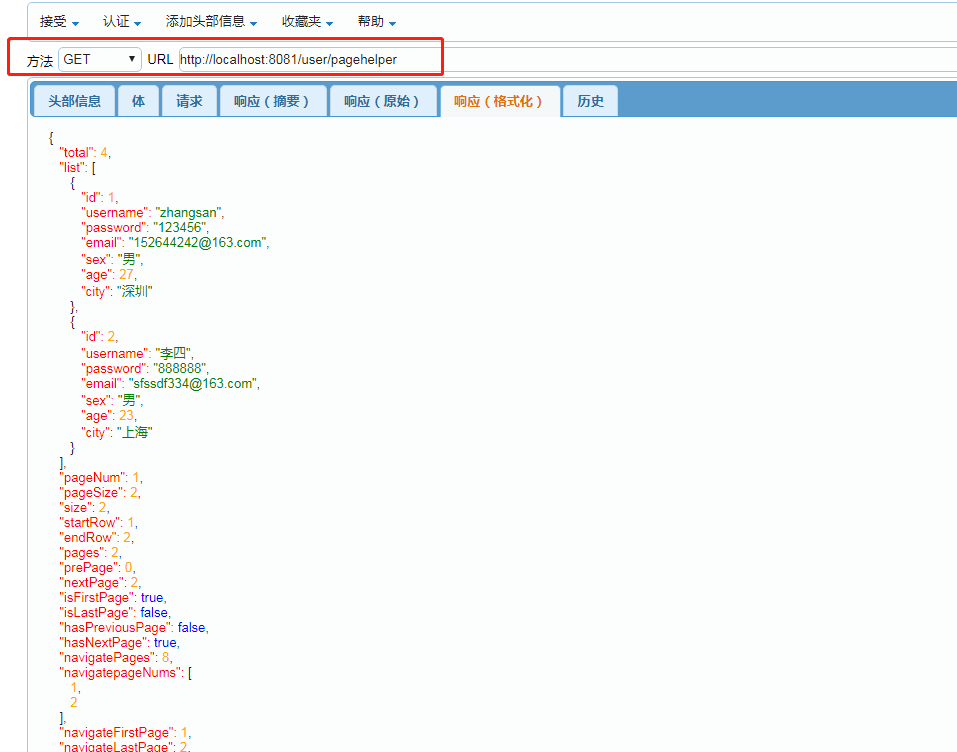 接受 认证 添加头部信息 收藏夹 帮助
方法 GET URL http://localhost:8081/user/pagehelper
头部信息 体 请求 响应（摘要） 响应（原始） 响应（格式化） 历史
{
"total": 4,
"list": [
{
"id": 1,
"username": "zhangsan",
"password": "123456",
"email": "152644242@163.com",
"sex": "男",
"age": 27,
"city": "深圳"
},
{
"id": 2,
"username": "李四",
"password": "888888",
"email": "sfssdf334@163.com",
"sex": "男",
"age": 23,
"city": "上海"
}
],
"pageNum": 1,
"pageSize": 2,
"size": 2,
"startRow": 1,
"endRow": 2,
"pages": 2,
"prePage": 0,
"nextPage": 2,
"isFirstPage": true,
"isLastPage": false,
"hasPreviousPage": false,
"hasNextPage": true,
"navigatePages": 8,
"navigatepageNums": [
1,
2
],
"navigateFirstPage": 1,
"navigateLastPage": 2,